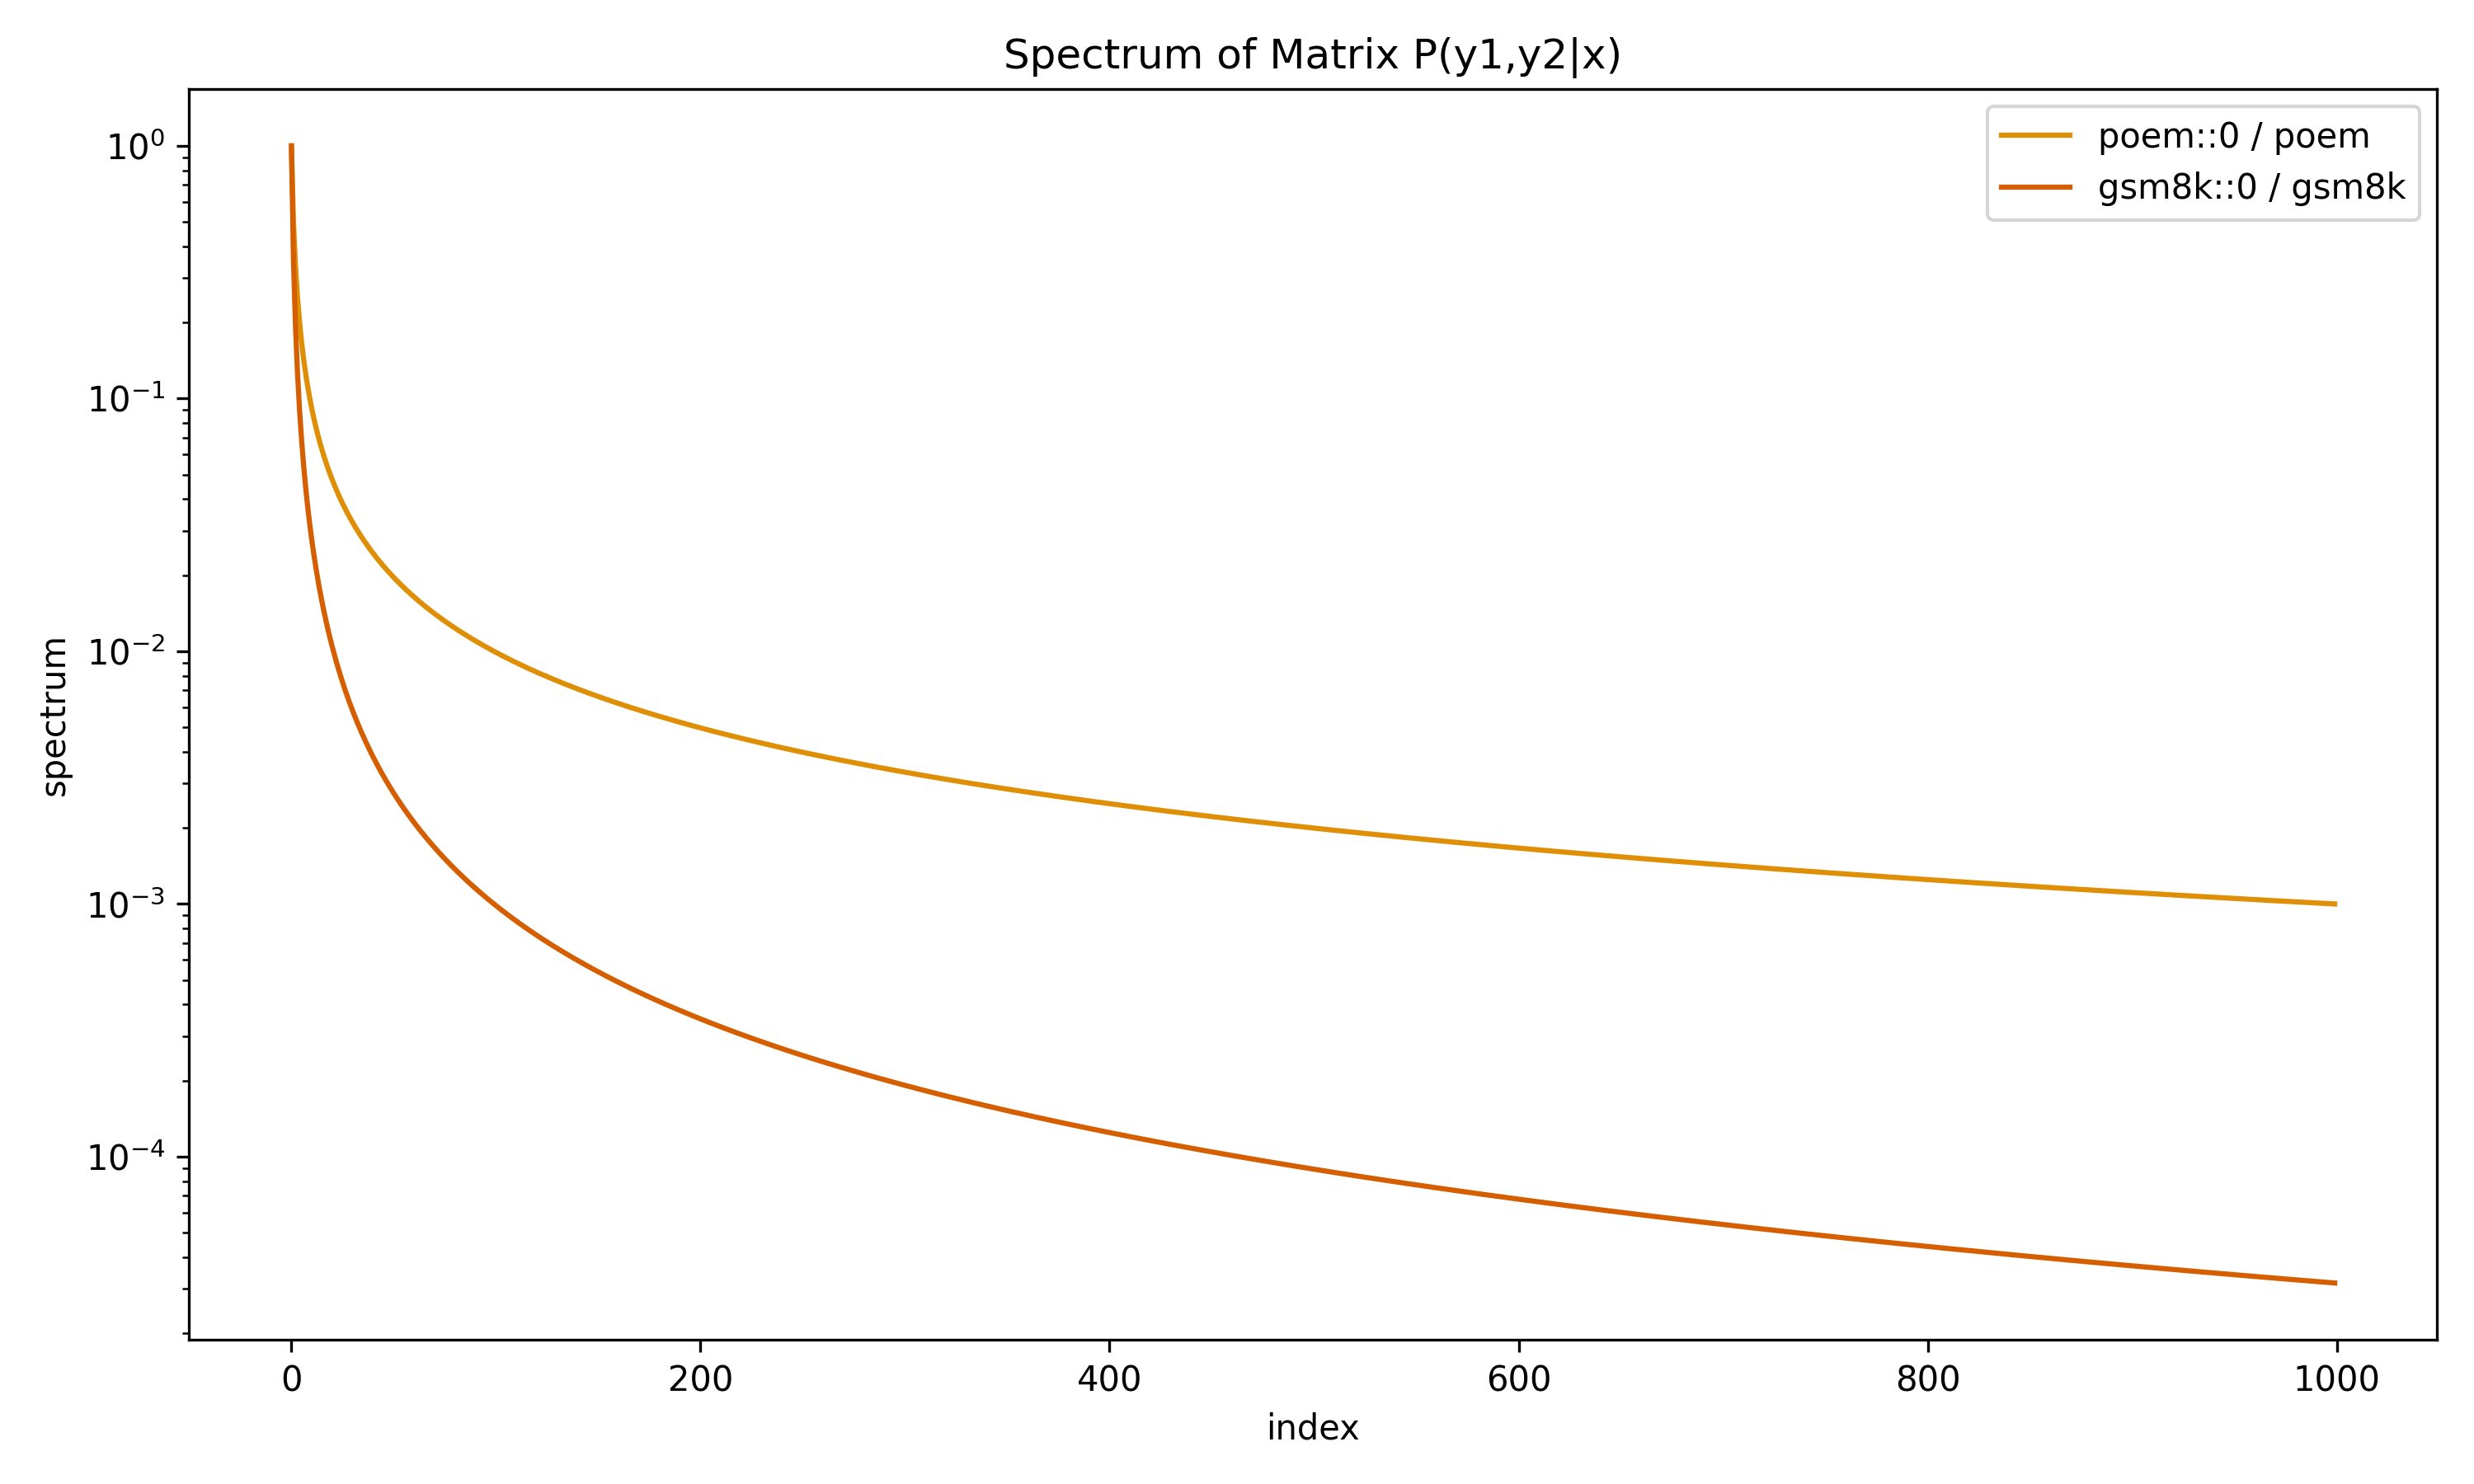 Spectrum of Matrix P(y1,y2|x)
poem::0 / poem
gsm8k::0 / gsm8k
10⁰
10⁻¹
10⁻²
10⁻³
10⁻⁴
spectrum
0 200 400 600 800 1000
index